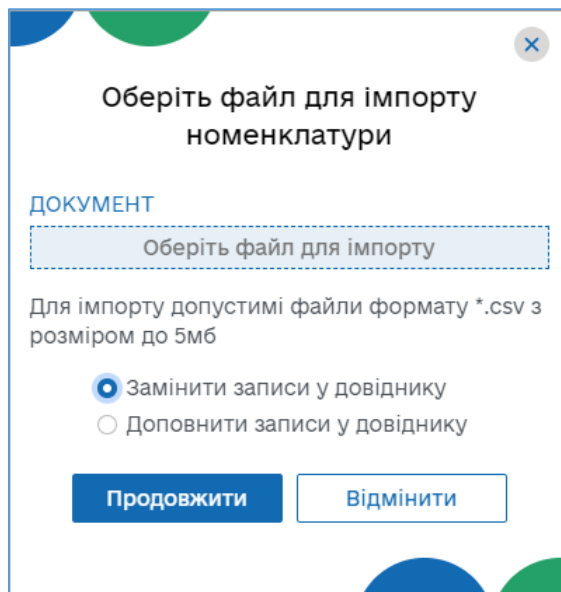 Оберіть файл для імпорту
номенклатури
ДОКУМЕНТ
Оберіть файл для імпорту
Для імпорту допустимі файли формату *.csv з
розміром до 5мб
Замінити записи у довіднику
Доповнити записи у довіднику
Продовжити
Відмінити